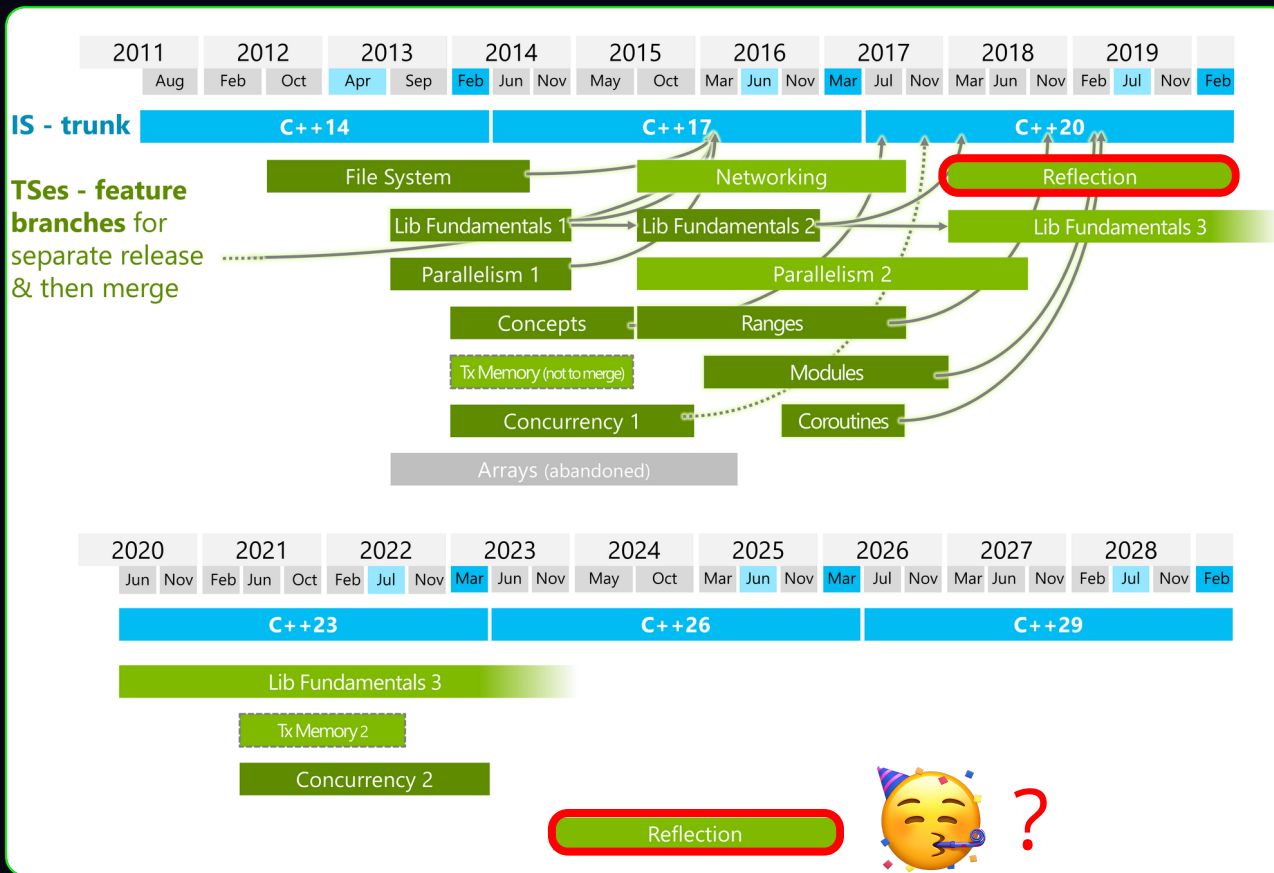 2011 2012 2013 2014 2015 2016 2017 2018 2019
Aug Feb Oct Apr Sep Feb Jun Nov May Oct Mar Jun Nov Mar Jul Nov Mar Jun Nov Feb Jul Nov Feb
IS - trunk C++14 C++17 C++20
TSes - feature
branches for
separate release
& then merge
File System Networking Reflection
Lib Fundamentals 1 Lib Fundamentals 2 Lib Fundamentals 3
Parallelism 1 Parallelism 2
Concepts Ranges
Tx Memory (not to merge) Modules
Concurrency 1 Coroutines
Arrays (abandoned)
2020 2021 2022 2023 2024 2025 2026 2027 2028
Jun Nov Feb Jun Oct Feb Jul Nov Mar Jun Nov May Oct Mar Jun Nov Mar Jul Nov Mar Jun Nov Feb Jul Nov Feb
C++23 C++26 C++29
Lib Fundamentals 3
Tx Memory 2
Concurrency 2
Reflection ?